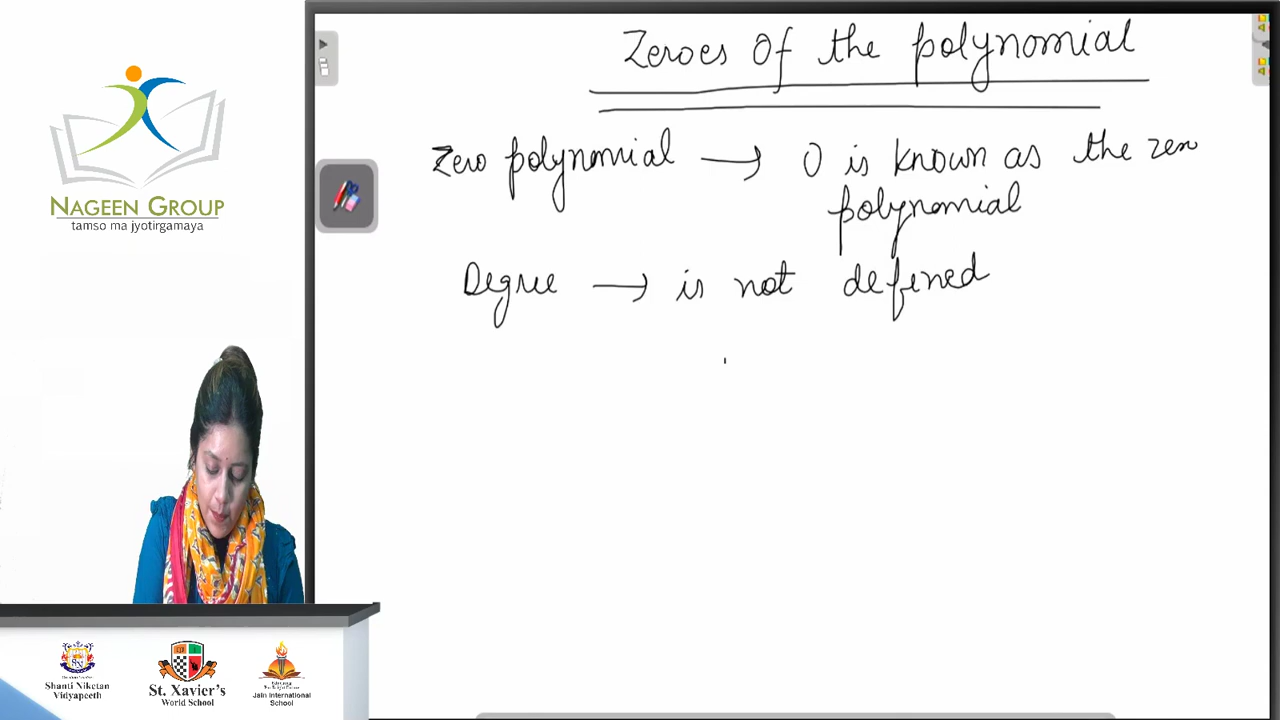 Zeroes Of the polynomial
Zero polynomial → 0 is known as the zero
polynomial
Degree → is not defined
NAGEEN GROUP
tamso ma jyotirgamaya
Shanti Niketan
Vidyapeeth
St. Xavier's
World School
Jain International
School